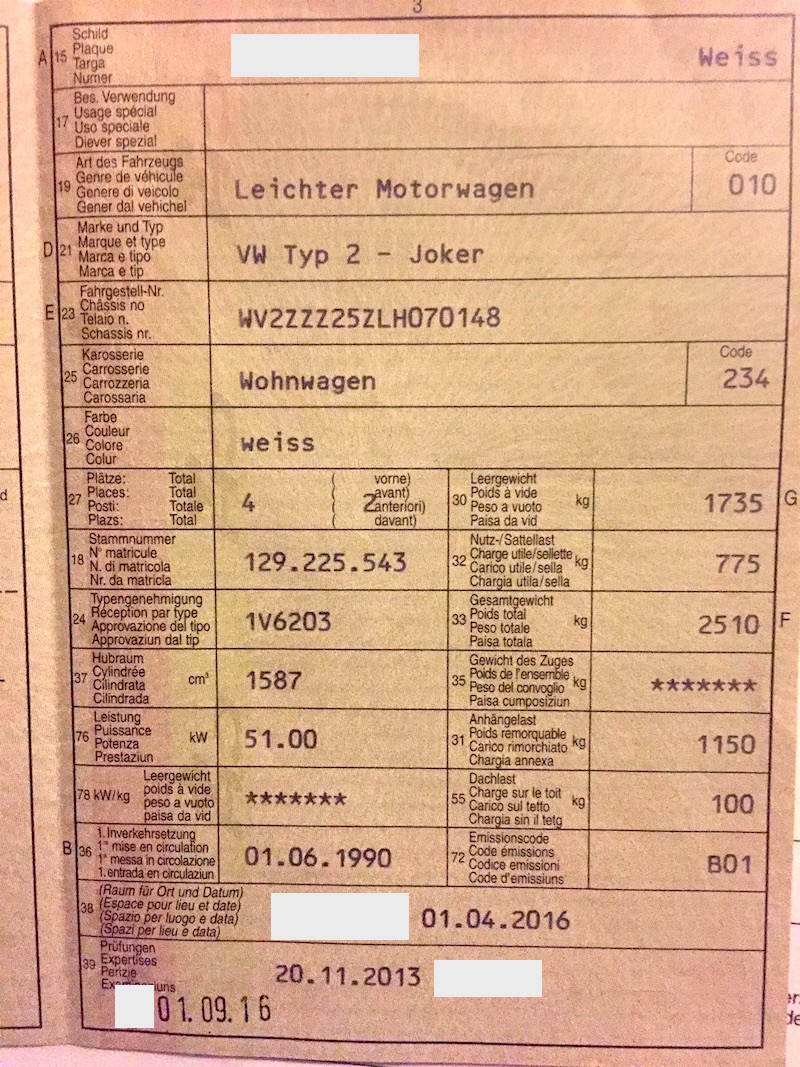 3
A 15 Schild
Plaque
Targa
Numer
Weiss
17 Bes. Verwendung
Usage spécial
Uso speciale
Diever spezial
19 Art des Fahrzeugs
Genre de véhicule
Genere di veicolo
Gener dal vehichel
Leichter Motorwagen
Code
010
D 21 Marke und Typ
Marque et type
Marca e tipo
Marca e tip
VW Typ 2 - Joker
E 23 Fahrgestell-Nr.
Châssis no
Telaio n.
Schassis nr.
WV2ZZZ25ZLH070148
25 Karosserie
Carrosserie
Carrozzeria
Carossaria
Wohnwagen
Code
234
26 Farbe
Couleur
Colore
Colur
weiss
27 Plätze: Total ( vorne)
Places: Total ( avant)
Posti: Totale ( anteriori)
Plazs: Total ( davant)
4 2
30 Leergewicht
Poids à vide
Peso a vuoto
Paisa da vid
kg
1735
G
18 Stammnummer
N° matricule
N. di matricola
Nr. da matricla
129.225.543
32 Nutz-/Sattellast
Charge utile/sellette
Carico utile/sella
Chargia utila/sella
kg
775
24 Typengenehmigung
Réception par type
Approvazione del tipo
Approvaziun dal tip
1V6203
33 Gesamtgewicht
Poids total
Peso totale
Paisa totala
kg
2510
F
37 Hubraum
Cylindrée
Cilindrata
Cilindrada
cm³
1587
35 Gewicht des Zuges
Poids de l'ensemble
Peso del convoglio
Paisa cumposiziun
kg
*******
76 Leistung
Puissance
Potenza
Prestaziun
kW
51.00
31 Anhängelast
Poids remorquable
Carico rimorchiato
Chargia annexa
kg
1150
78 kW/kg Leergewicht
poids à vide
peso a vuoto
paisa da vid
*******
55 Dachlast
Charge sur le toit
Carico sul tetto
Chargia sin il tetg
kg
100
B 36 1. Inverkehrsetzung
1re mise en circulation
1a messa in circolazione
1. entrada en circulaziun
01.06.1990
72 Emissionscode
Code émissions
Codice emissioni
Code d'emissiuns
B01
38 (Raum für Ort und Datum)
(Espace pour lieu et date)
(Spazio per luogo e data)
(Spazi per lieu e data)
01.04.2016
39 Prüfungen
Expertises
Perizie
20.11.2013
01.09.16